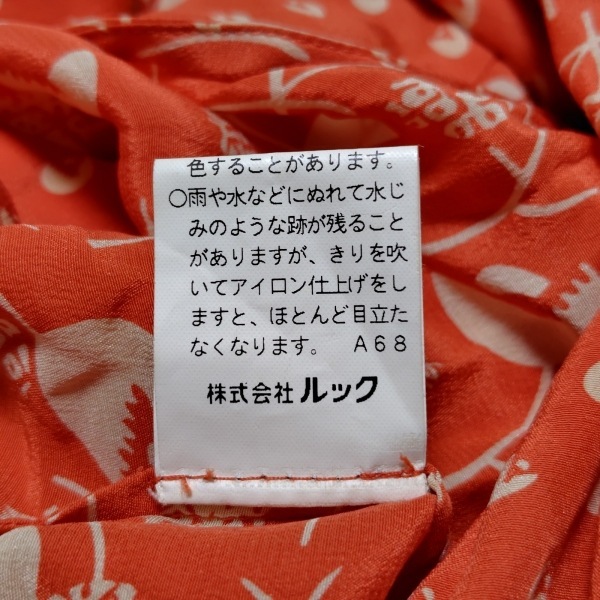 色することがあります。
○雨や水などにぬれて水じ
みのような跡が残ること
がありますが、きりを吹
いてアイロン仕上げをし
ますと、ほとんど目立た
なくなります。 A68
株式会社 ルック